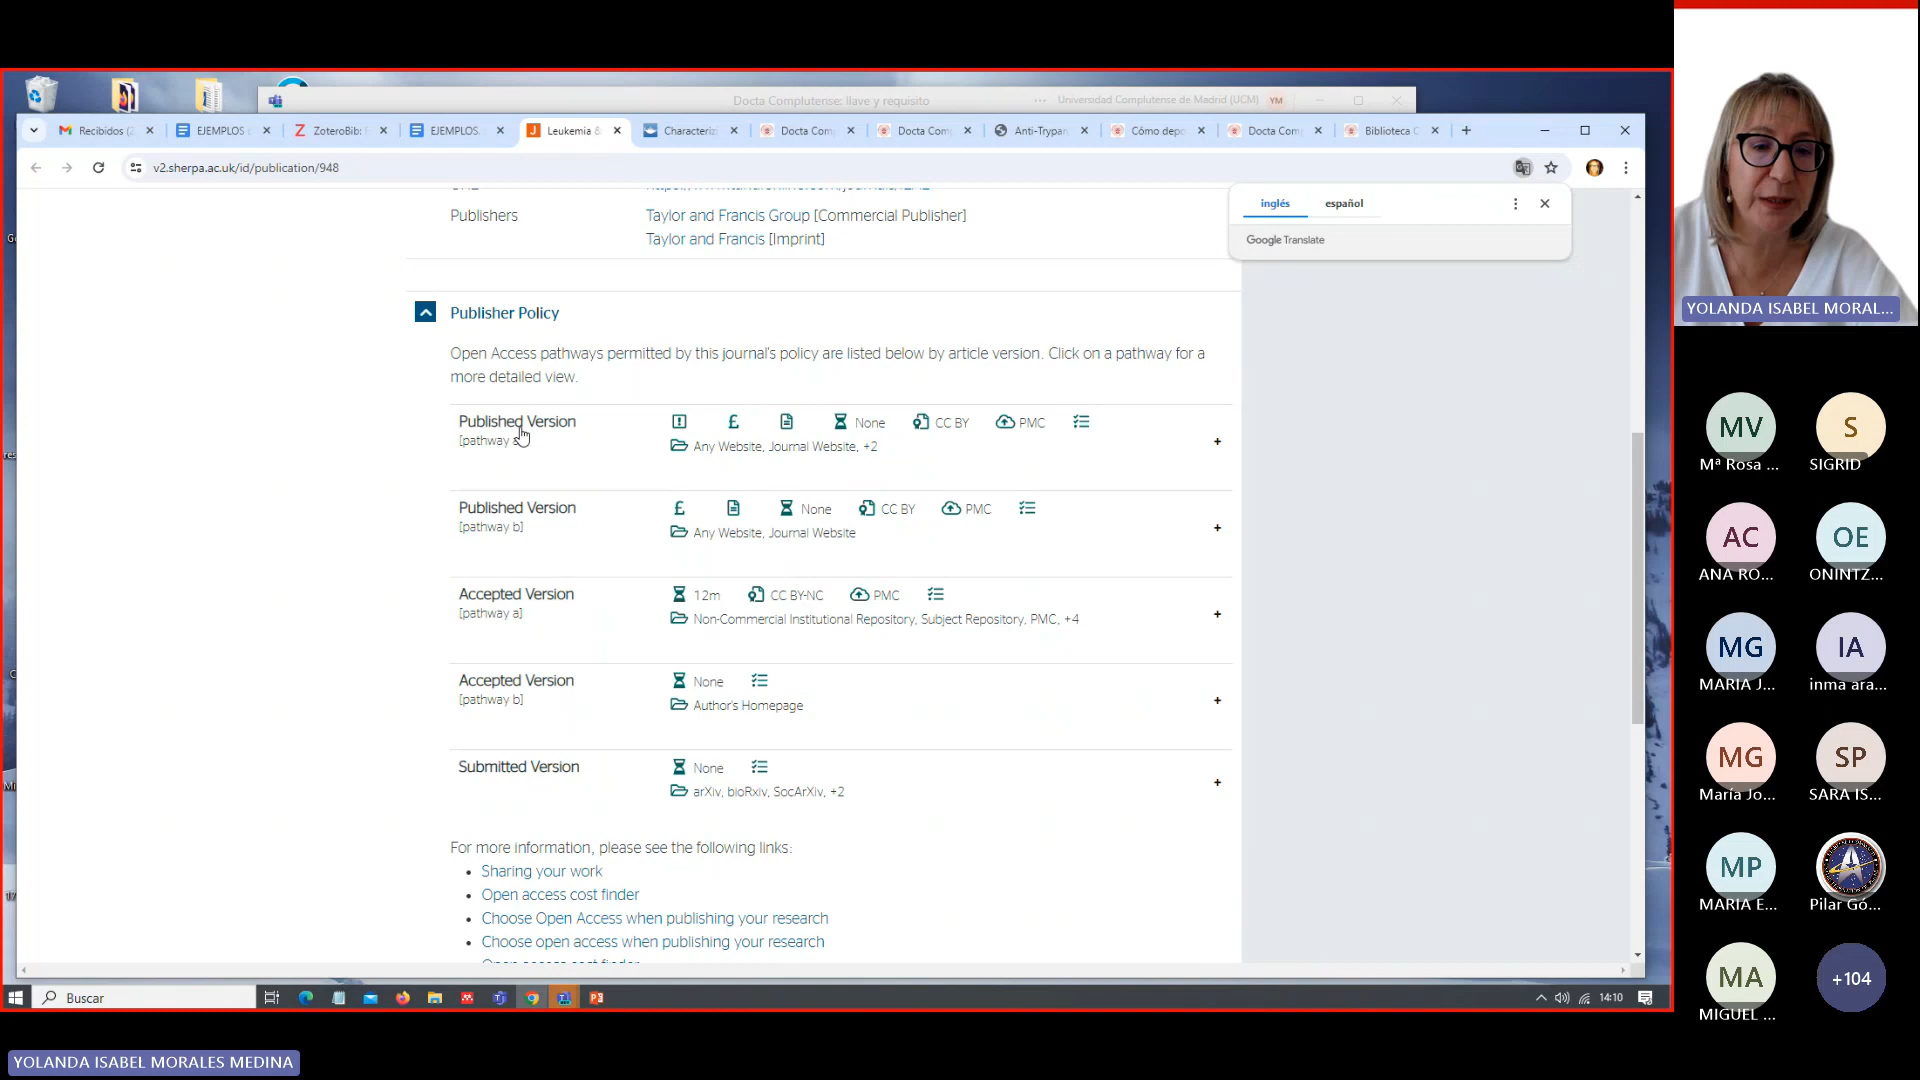 Docta Complutense: llave y requisito
Universidad Complutense de Madrid (UCM)
YM
Recibidos (2
EJEMPLOS
ZoteroBib:
EJEMPLOS.
Leukemia &
Characteriz
Docta Com
Docta Com
Anti-Trypan
Cómo depo
Docta Com
Biblioteca C
v2.sherpa.ac.uk/id/publication/948
inglés
español
Google Translate
Publishers
Taylor and Francis Group [Commercial Publisher]
Taylor and Francis [Imprint]
Publisher Policy
Open Access pathways permitted by this journal's policy are listed below by article version. Click on a pathway for a
more detailed view.
Published Version
£ None CC BY PMC
[pathway a
Any Website, Journal Website, +2
+
Published Version
£ None CC BY PMC
[pathway b]
Any Website, Journal Website
+
Accepted Version
12m CC BY-NC PMC
[pathway a]
Non-Commercial Institutional Repository, Subject Repository, PMC, +4
+
Accepted Version
None
[pathway b]
Author's Homepage
+
Submitted Version
None
arXiv, bioRxiv, SocArXiv, +2
+
For more information, please see the following links:
Sharing your work
Open access cost finder
Choose Open Access when publishing your research
Choose open access when publishing your research
Open access cost finder
Buscar
14:10
YOLANDA ISABEL MORALES MEDINA
YOLANDA ISABEL MORAL...
MV
Mª Rosa ...
S
SIGRID
AC
ANA RO...
OE
ONINTZ...
MG
MARIA J...
IA
inma ara...
MG
María Jo...
SP
SARA IS...
MP
MARIA E...
Pilar Gó...
MA
MIGUEL ...
+104